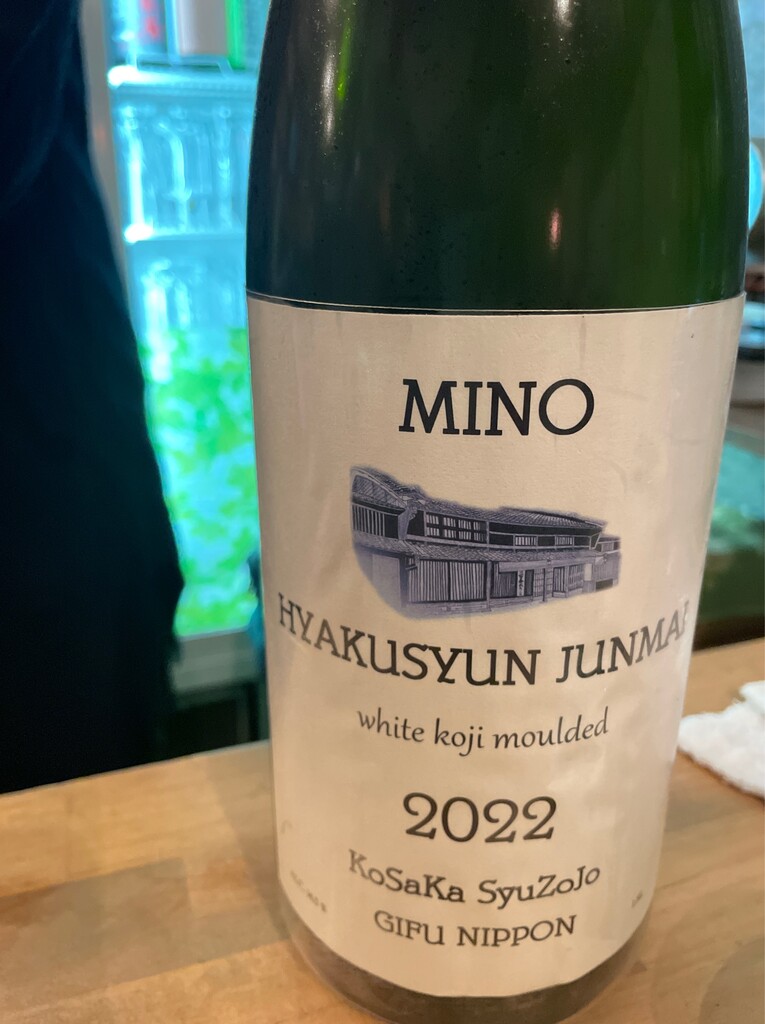 MINO
HYAKUSYUN JUNMAI
white koji moulded
2022
KoSaKa SyuZoJo
GIFU NIPPON